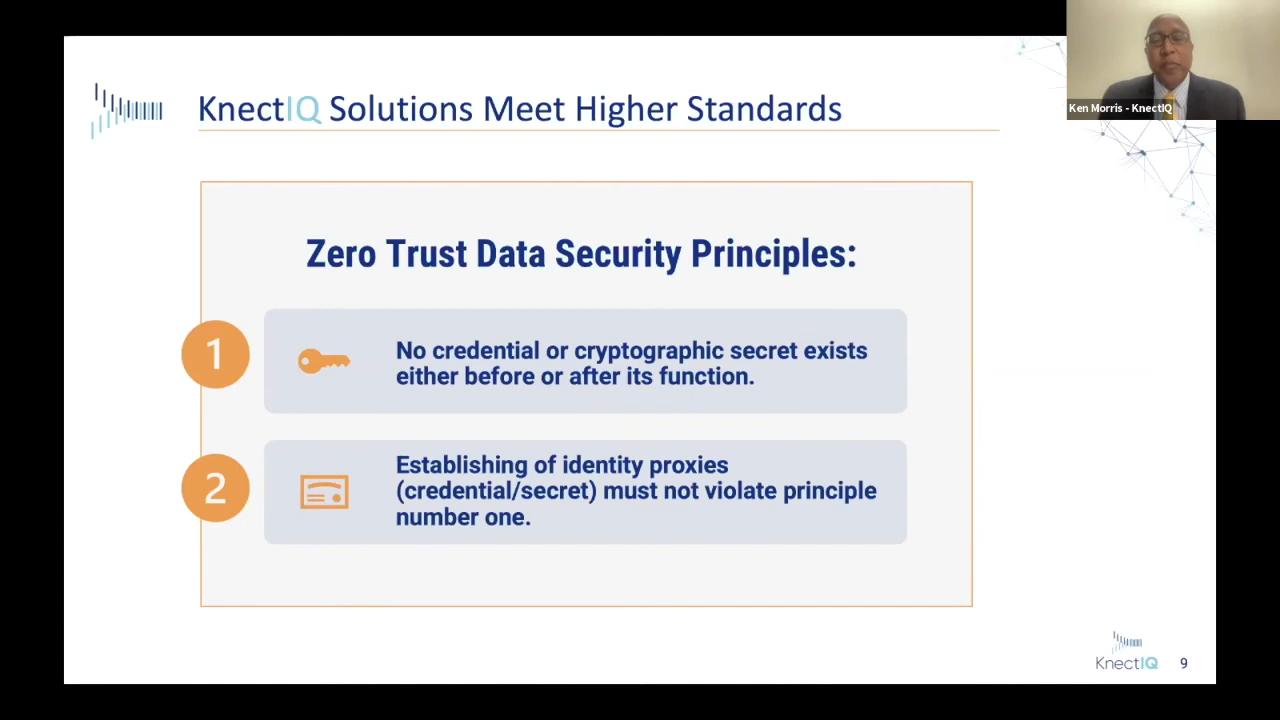 KnectIQ Solutions Meet Higher Standards
Ken Morris - KnectIQ
Zero Trust Data Security Principles:
1
No credential or cryptographic secret exists
either before or after its function.
2
Establishing of identity proxies
(credential/secret) must not violate principle
number one.
KnectIQ
9